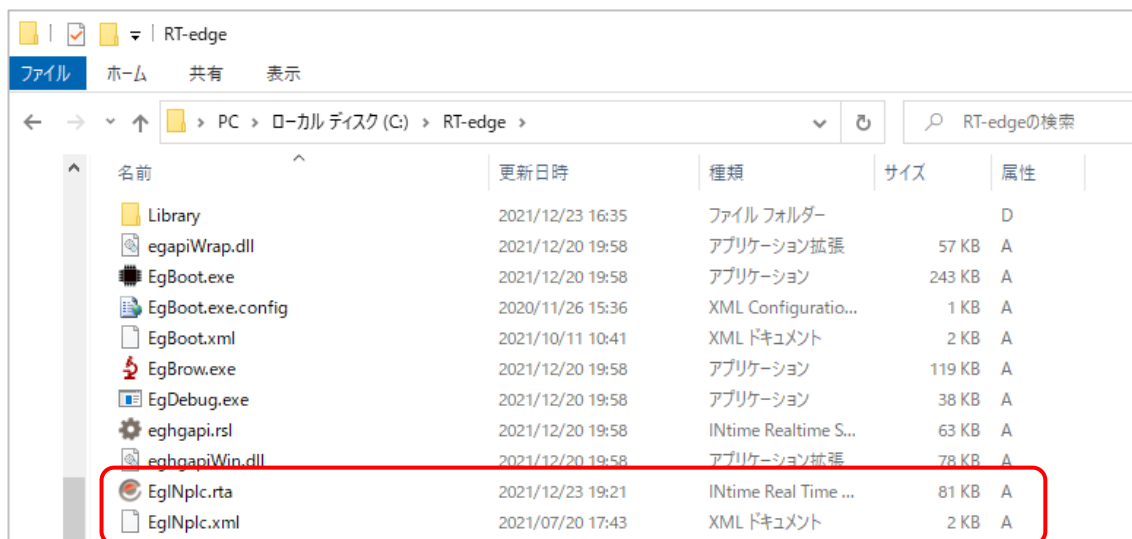 RT-edge
ファイル ホーム 共有 表示
PC > ローカル ディスク (C:) > RT-edge > RT-edgeの検索
名前 更新日時 種類 サイズ 属性
Library 2021/12/23 16:35 ファイル フォルダー D
egapiWrap.dll 2021/12/20 19:58 アプリケーション拡張 57 KB A
EgBoot.exe 2021/12/20 19:58 アプリケーション 243 KB A
EgBoot.exe.config 2020/11/26 15:36 XML Configuratio... 1 KB A
EgBoot.xml 2021/10/11 10:41 XML ドキュメント 2 KB A
EgBrow.exe 2021/12/20 19:58 アプリケーション 119 KB A
EgDebug.exe 2021/12/20 19:58 アプリケーション 38 KB A
eghgapi.rsl 2021/12/20 19:58 INtime Realtime S... 63 KB A
eghgapiWin.dll 2021/12/20 19:58 アプリケーション拡張 78 KB A
EgINplc.rta 2021/12/23 19:21 INtime Real Time ... 81 KB A
EgINplc.xml 2021/07/20 17:43 XML ドキュメント 2 KB A